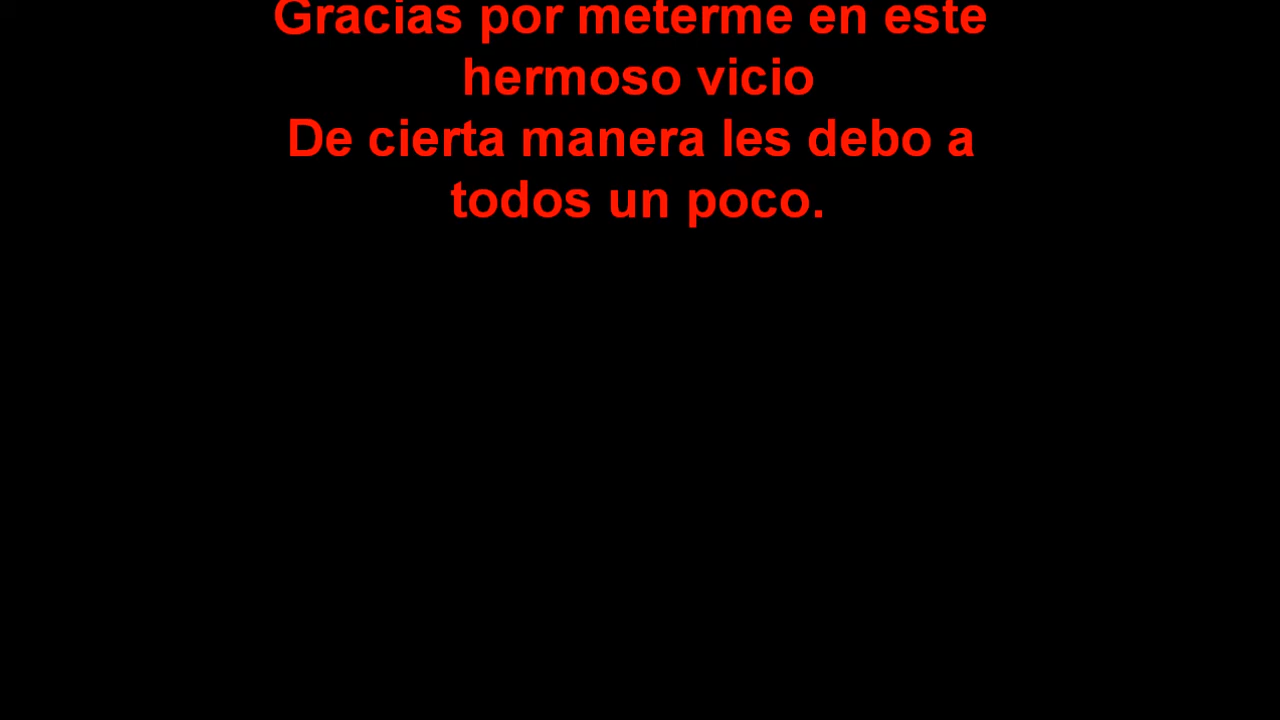 Gracias por meterme en este
hermoso vicio
De cierta manera les debo a
todos un poco.